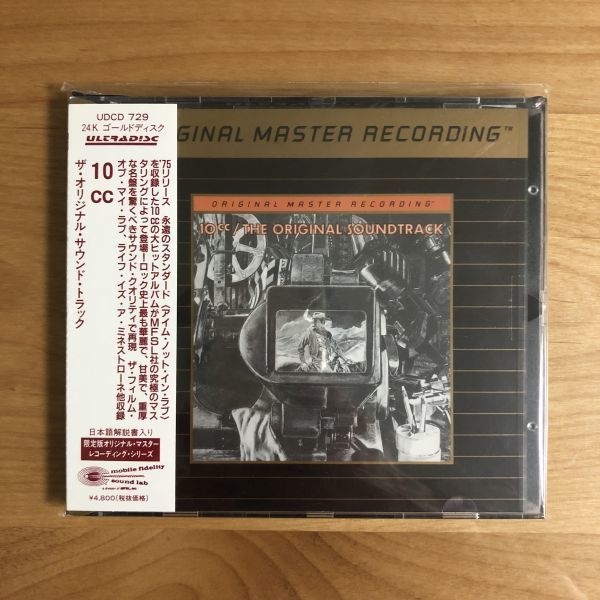 UDCD 729
24K ゴールドディスク
ULTRADISC
10
CC
ザ・オリジナル・サウンド・トラック
'75リリース 永遠のスタンダード〈アイム・ノット・イン・ラブ〉
を収録した10ccの大ヒットアルバムがMFSL社の究極のマス
タリングによって登場！ロック史上最も華麗で、甘美で、重厚
な名盤を驚くべきサウンド・クオリティで再現 ザ・フィルム・
オブ・マイ・ラブ、ライフ・イズ・ア・ミネストローネ他収録
日本語解説書入り
限定版オリジナル・マスター
レコーディング・シリーズ
mobile fidelity
sound lab
¥4,800(税抜価格)
GINAL MASTER RECORDING™
ORIGINAL MASTER RECORDING™
10cc / THE ORIGINAL SOUNDTRACK